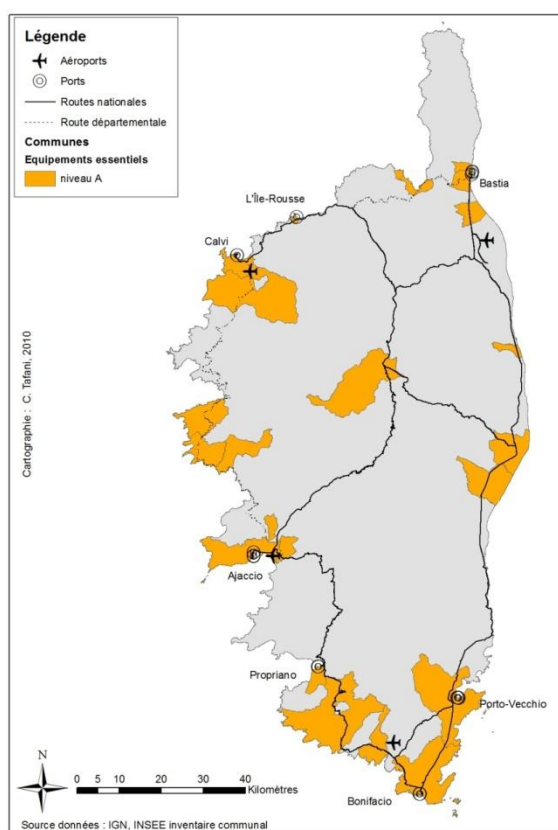 Légende
Aéroports
Ports
Routes nationales
Route départementale
Communes
Equipements essentiels
niveau A
Bastia
L'Île-Rousse
Calvi
Cartographie : C. Tafani, 2010
Ajaccio
Propriano
Porto-Vecchio
Bonifacio
N
0 5 10 20 30 40
Kilomètres
Source données : IGN, INSEE inventaire communal